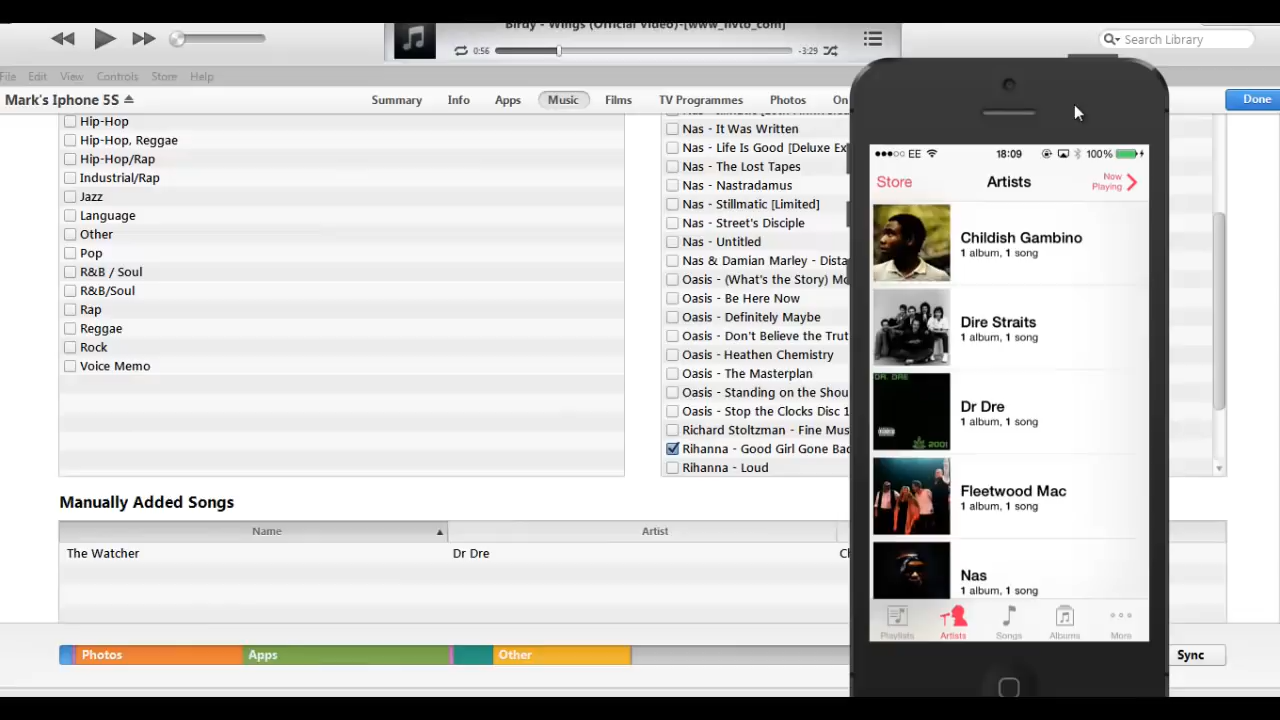 Birdy - Wings (Official Video)-[www_flvto_com]
0:56
-3:29
Search Library
File Edit View Controls Store Help
Mark's Iphone 5S
Summary Info Apps Music Films TV Programmes Photos On
Done
Hip-Hop
Hip-Hop, Reggae
Hip-Hop/Rap
Industrial/Rap
Jazz
Language
Other
Pop
R&B / Soul
R&B/Soul
Rap
Reggae
Rock
Voice Memo
Nas - It Was Written
Nas - Life Is Good [Deluxe Ex
Nas - The Lost Tapes
Nas - Nastradamus
Nas - Stillmatic [Limited]
Nas - Street's Disciple
Nas - Untitled
Nas & Damian Marley - Dista
Oasis - (What's the Story) Mo
Oasis - Be Here Now
Oasis - Definitely Maybe
Oasis - Don't Believe the Trut
Oasis - Heathen Chemistry
Oasis - The Masterplan
Oasis - Standing on the Shou
Oasis - Stop the Clocks Disc 1
Richard Stoltzman - Fine Mus
Rihanna - Good Girl Gone Bad
Rihanna - Loud
Manually Added Songs
Name Artist
The Watcher Dr Dre Ch
Photos Apps Other
Sync
EE 18:09 100%
Store Artists Now
Playing
Childish Gambino
1 album, 1 song
Dire Straits
1 album, 1 song
DR. DRE
2001
Dr Dre
1 album, 1 song
Fleetwood Mac
1 album, 1 song
Nas
1 album, 1 song
Playlists Artists Songs Albums More